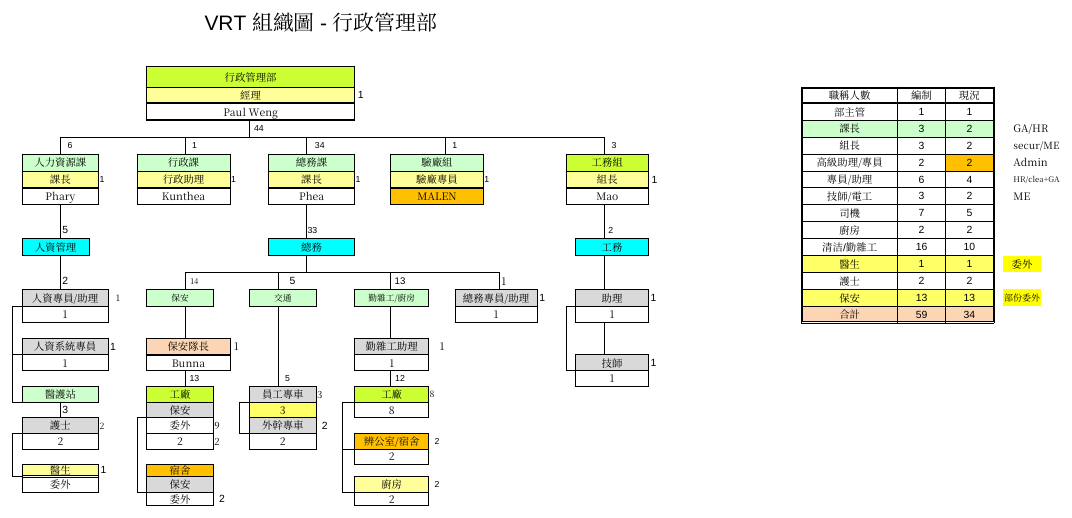 VRT 組織圖 - 行政管理部
行政管理部
經理 1
Paul Weng
44
6 1 34 1 3
人力資源課 行政課 總務課 驗廠組 工務組
課長 1 行政助理 1 課長 1 驗廠專員 1 組長 1
Phary Kunthea Phea MALEN Mao
5 33 2
人資管理 總務 工務
2 14 5 13 1
人資專員/助理 1 保安 交通 勤雜工/廚房 總務專員/助理 1 助理 1
1 1 1
人資系統專員 1 保安隊長 1 勤雜工助理 1
1 Bunna 1 技師 1
13 5 12 1
醫護站 工廠 員工專車 3 工廠 8
3 保安 3 8
護士 2 委外 9 外幹專車 2
2 2 2 2 辨公室/宿舍 2
2
醫生 1 宿舍
委外 保安 廚房 2
委外 2 2
職稱人數 編制 現況
部主管 1 1
課長 3 2 GA/HR
組長 3 2 secur/ME
高級助理/專員 2 2 Admin
專員/助理 6 4 HR/clea+GA
技師/電工 3 2 ME
司機 7 5
廚房 2 2
清洁/勤雜工 16 10
醫生 1 1 委外
護士 2 2
保安 13 13 部份委外
合計 59 34